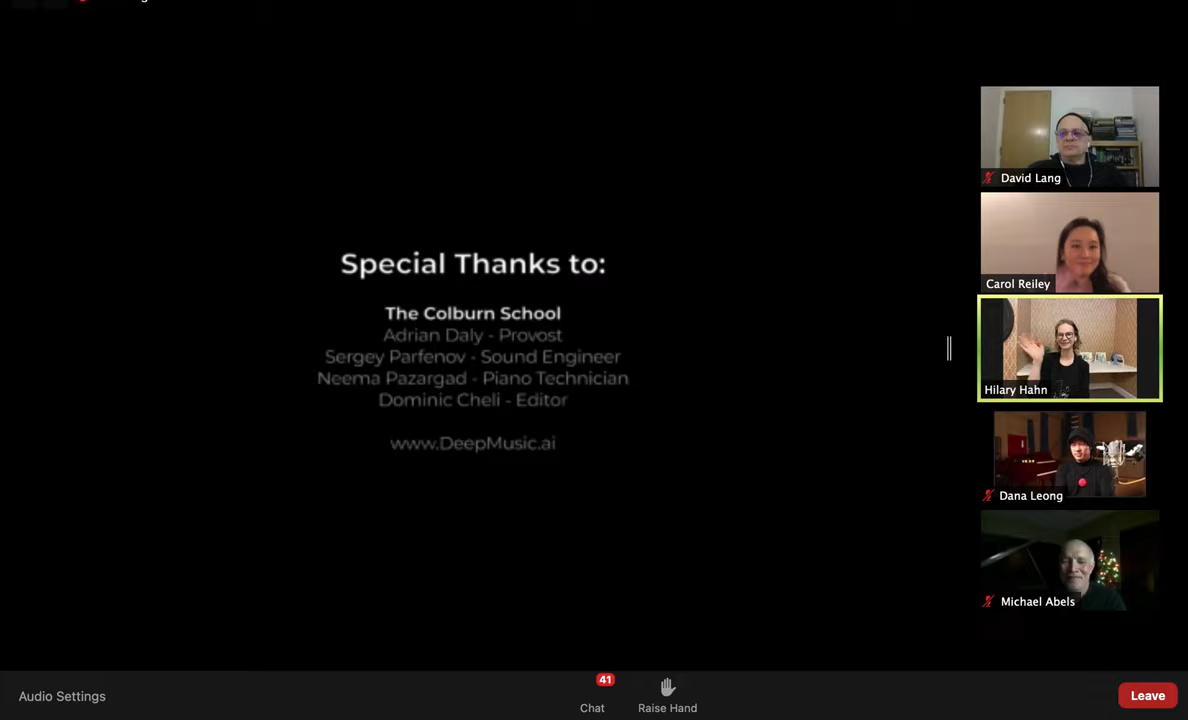 Special Thanks to:
The Colburn School
Adrian Daly - Provost
Sergey Parfenov - Sound Engineer
Neema Pazargad - Piano Technician
Dominic Cheli - Editor
www.DeepMusic.ai
David Lang
Carol Reiley
Hilary Hahn
Dana Leong
Michael Abels
Audio Settings
41
Chat
Raise Hand
Leave